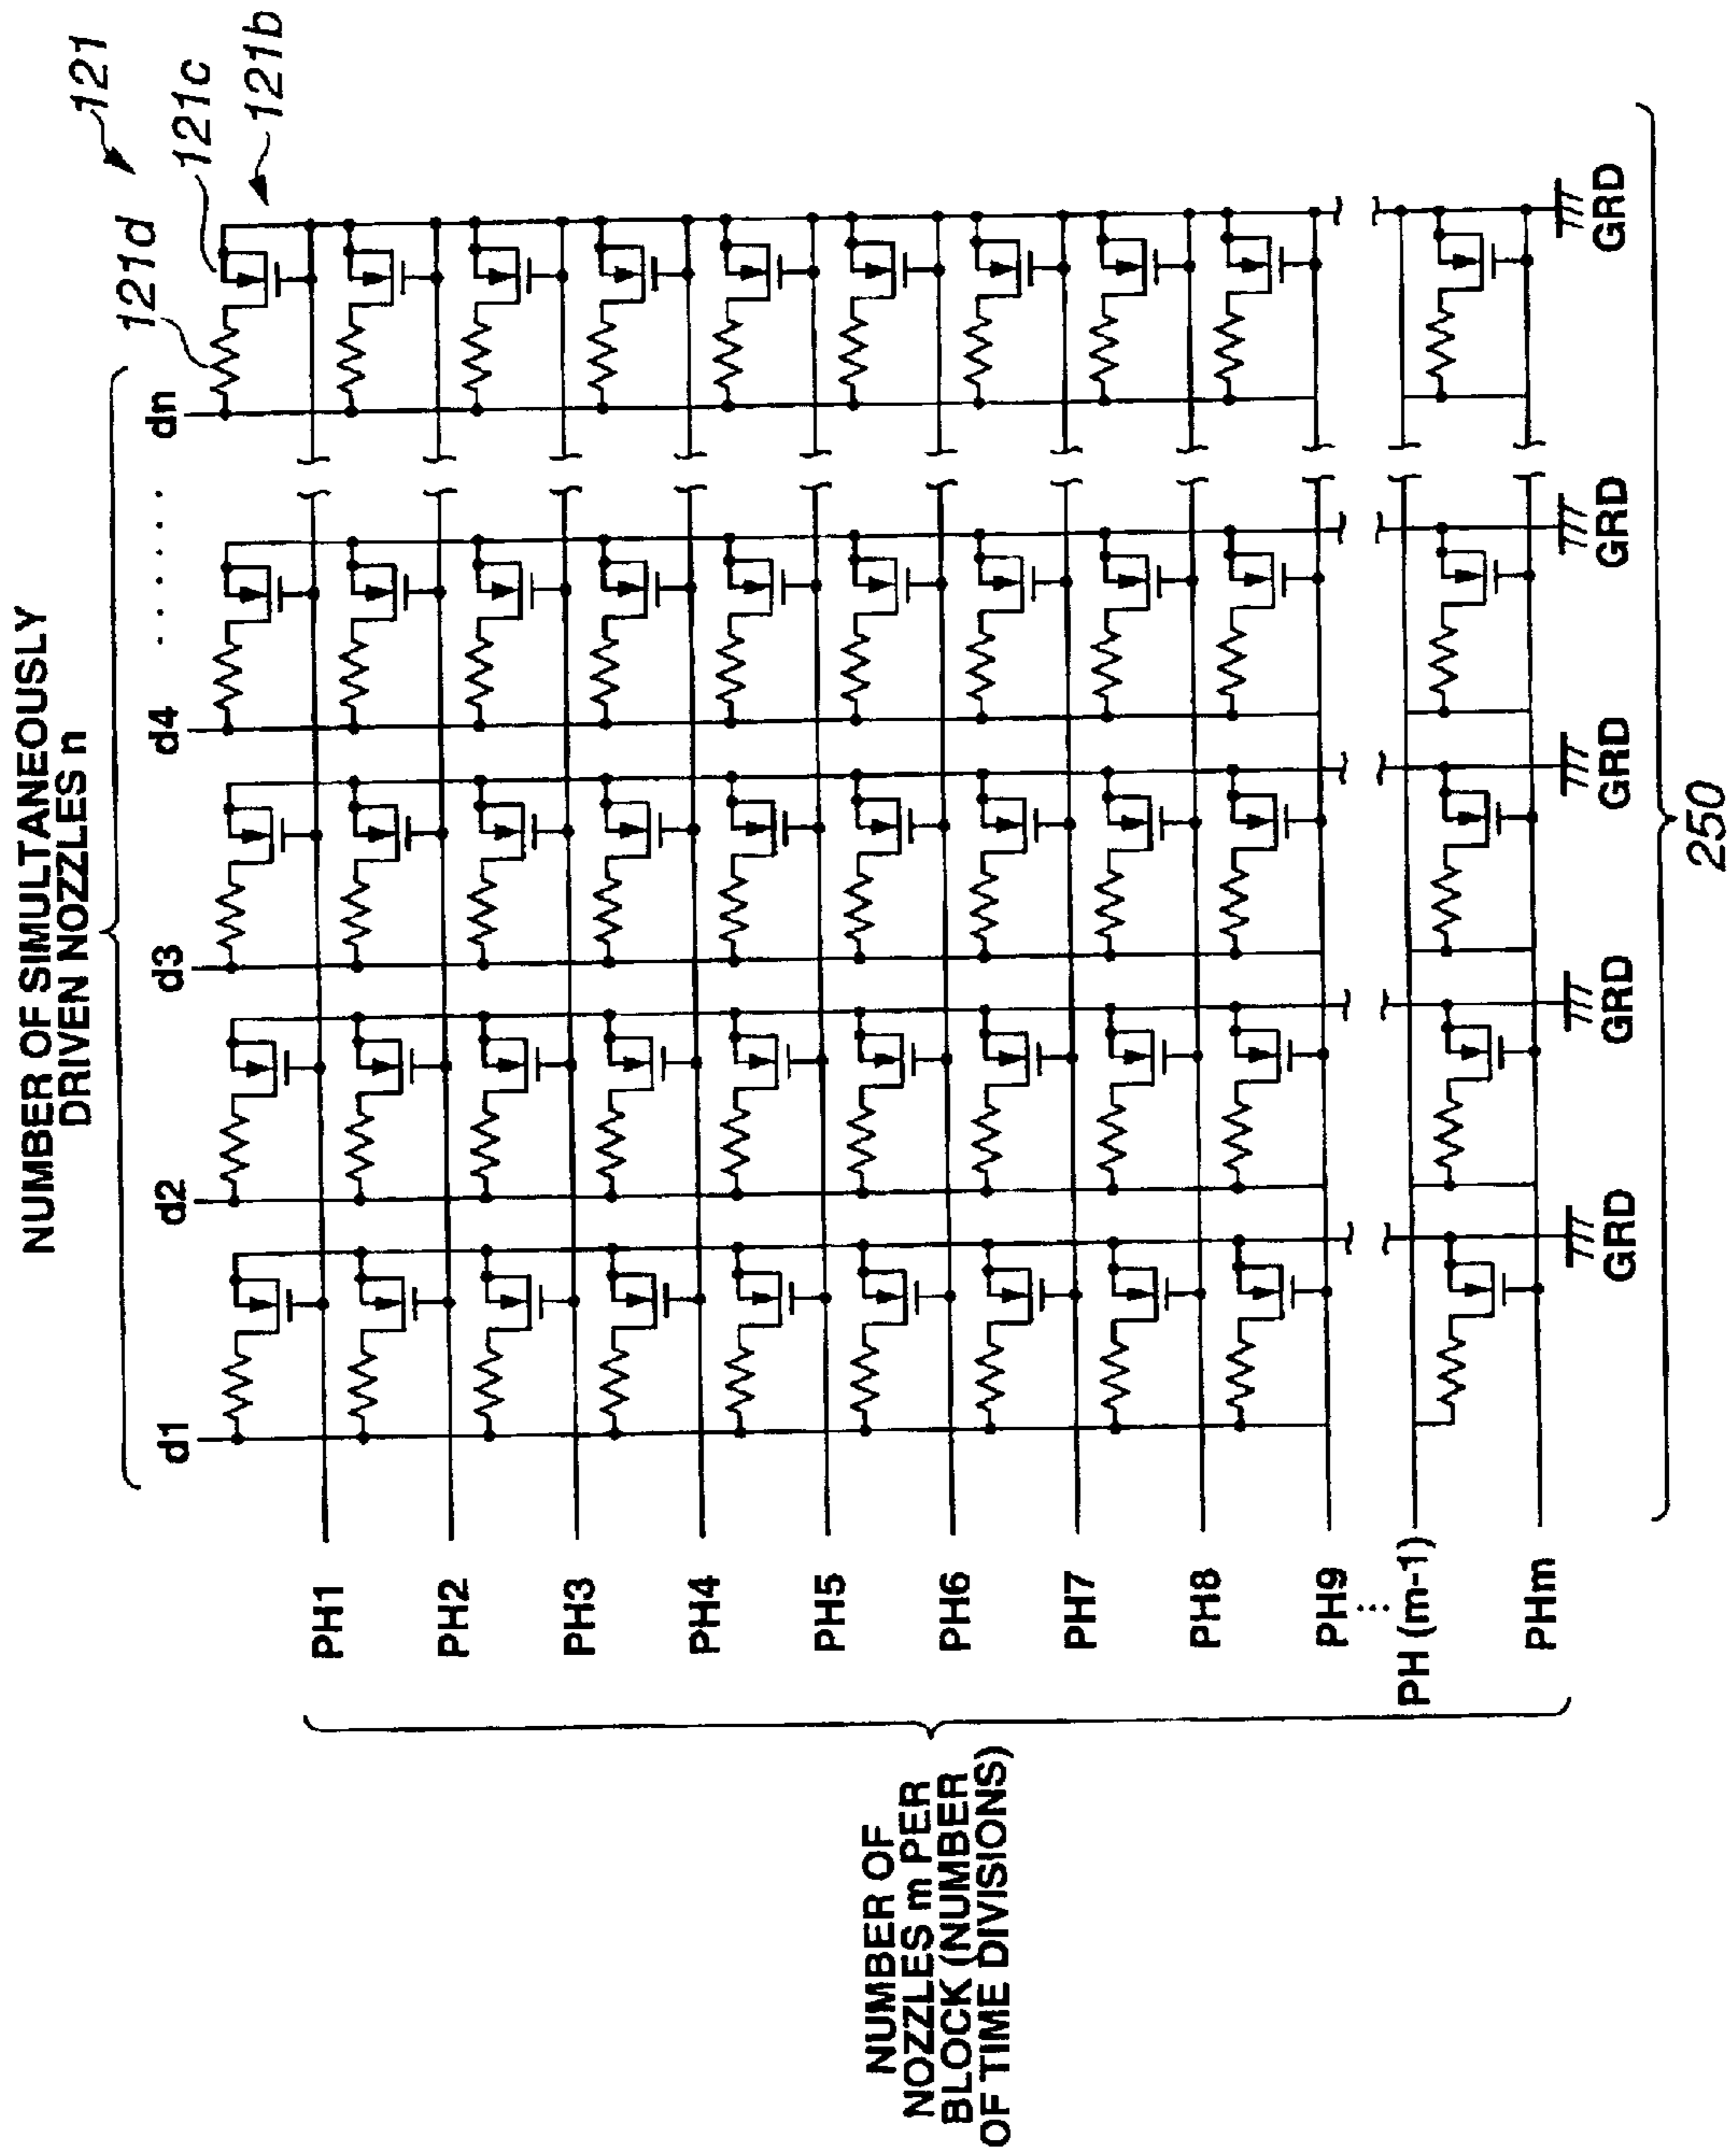 121
121d
121c
121b
NUMBER OF SIMULTANEOUSLY
DRIVEN NOZZLES n
d1
d2
d3
d4
······
dn
PH1
PH2
PH3
PH4
PH5
PH6
PH7
PH8
PH9
⋮
PH (m-1)
PHm
NUMBER OF
NOZZLES m PER
BLOCK (NUMBER
OF TIME DIVISIONS)
GRD
GRD
GRD
GRD
GRD
250